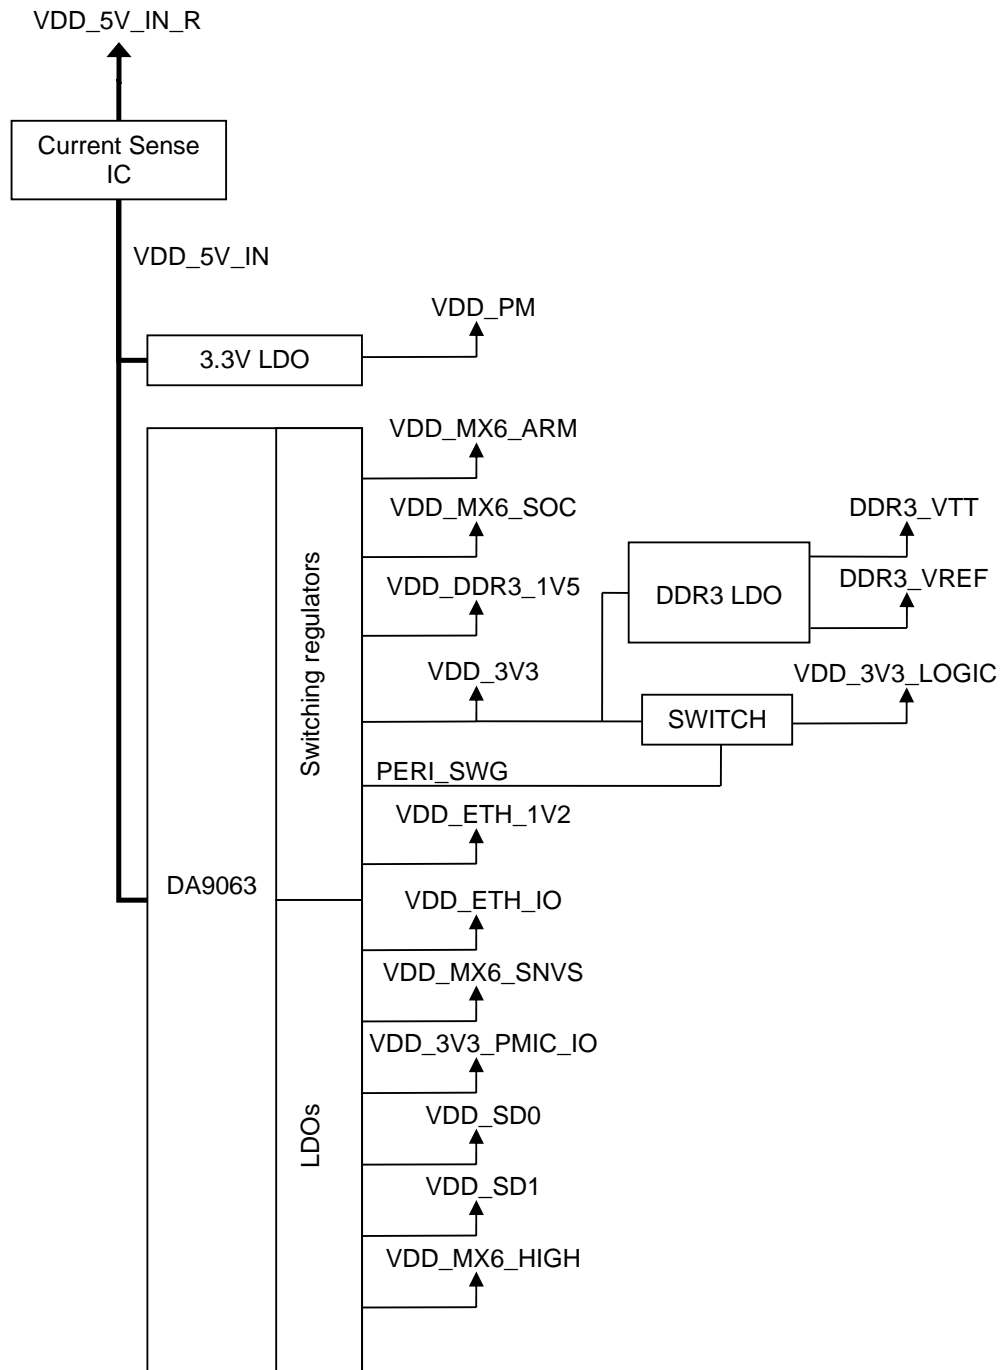 VDD_5V_IN_R
Current Sense
IC
VDD_5V_IN
VDD_PM
3.3V LDO
VDD_MX6_ARM
VDD_MX6_SOC
DDR3_VTT
VDD_DDR3_1V5
DDR3 LDO
DDR3_VREF
Switching regulators
VDD_3V3
VDD_3V3_LOGIC
SWITCH
PERI_SWG
VDD_ETH_1V2
DA9063
VDD_ETH_IO
VDD_MX6_SNVS
VDD_3V3_PMIC_IO
LDOs
VDD_SD0
VDD_SD1
VDD_MX6_HIGH